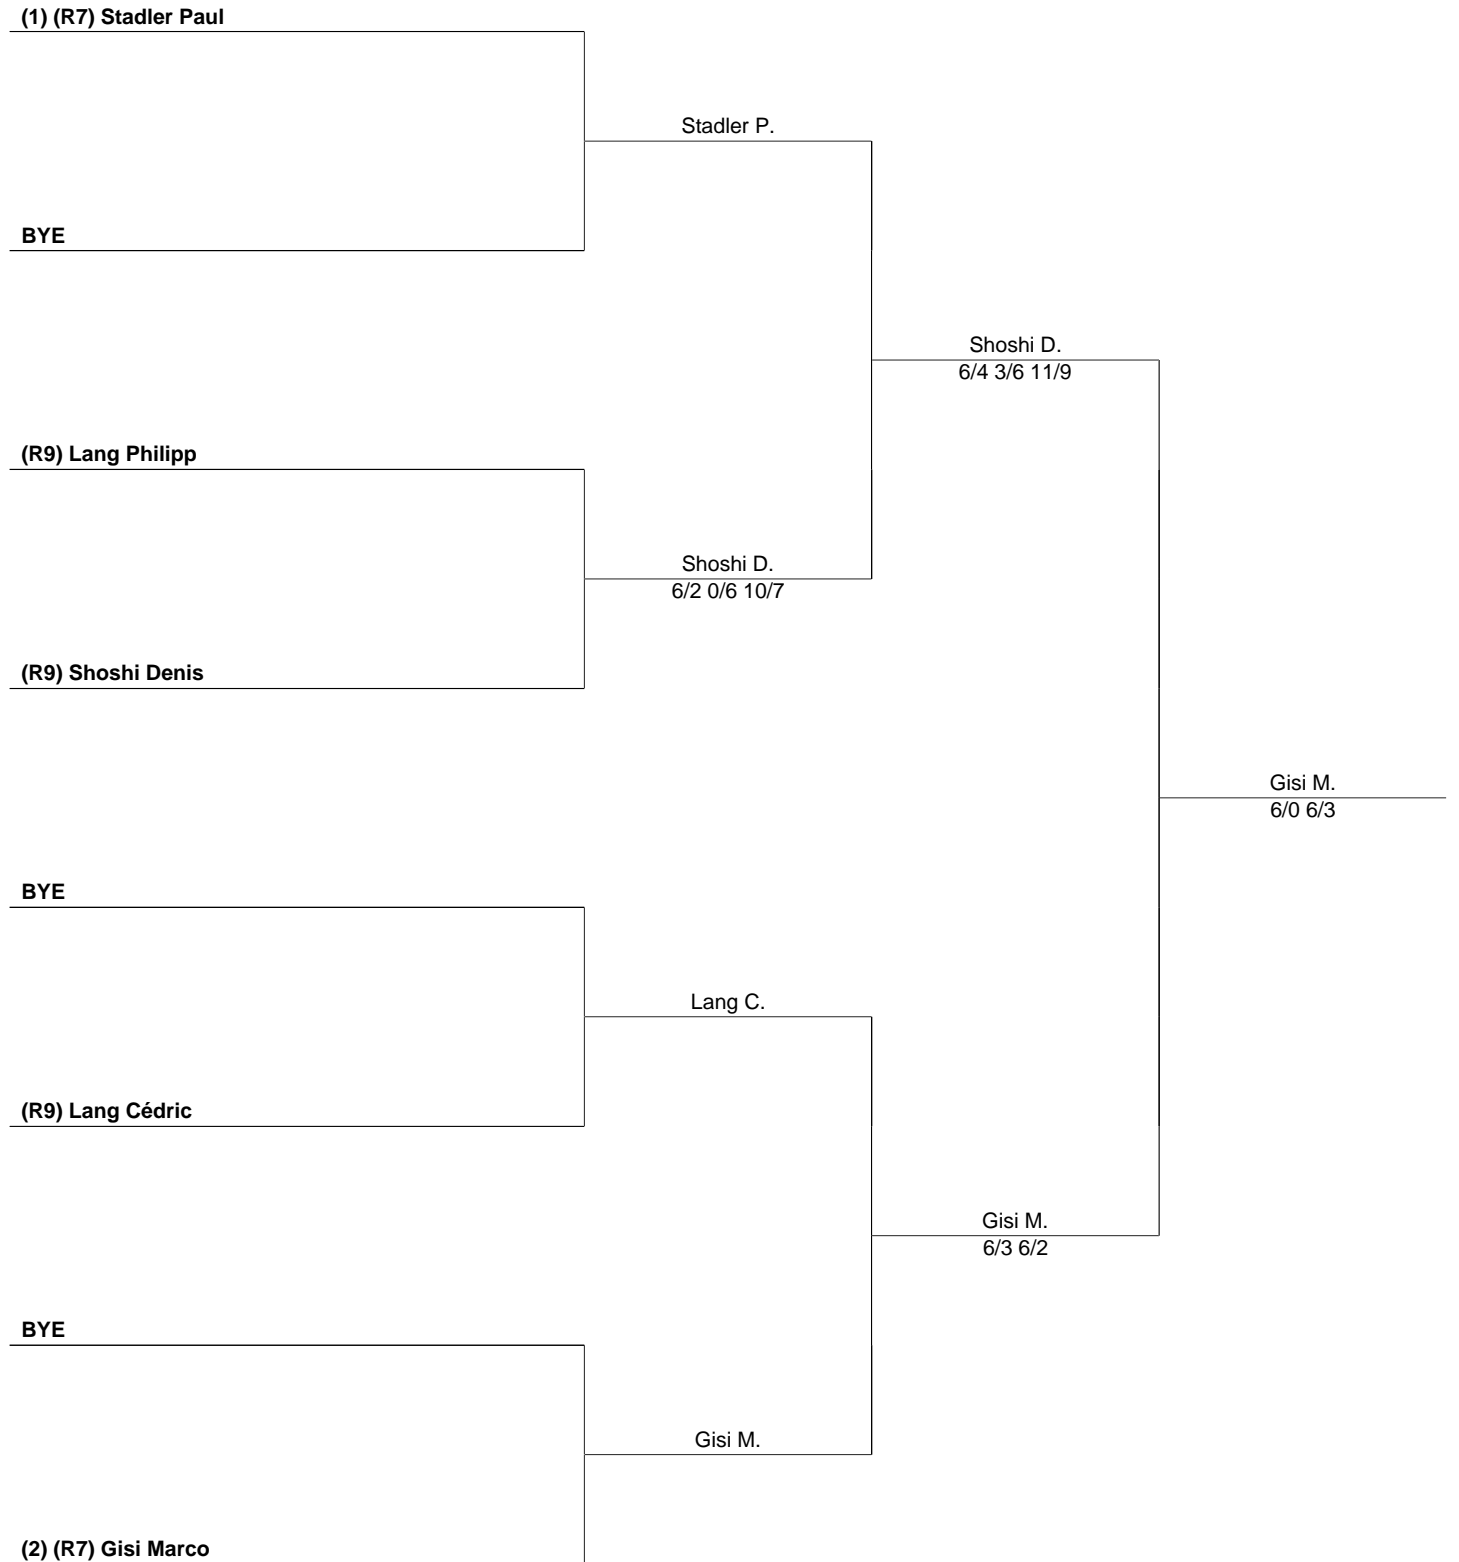 (1) (R7) Stadler Paul
Stadler P.
BYE
Shoshi D.
6/4 3/6 11/9
(R9) Lang Philipp
Shoshi D.
6/2 0/6 10/7
(R9) Shoshi Denis
Gisi M.
6/0 6/3
BYE
Lang C.
(R9) Lang Cédric
Gisi M.
6/3 6/2
BYE
Gisi M.
(2) (R7) Gisi Marco